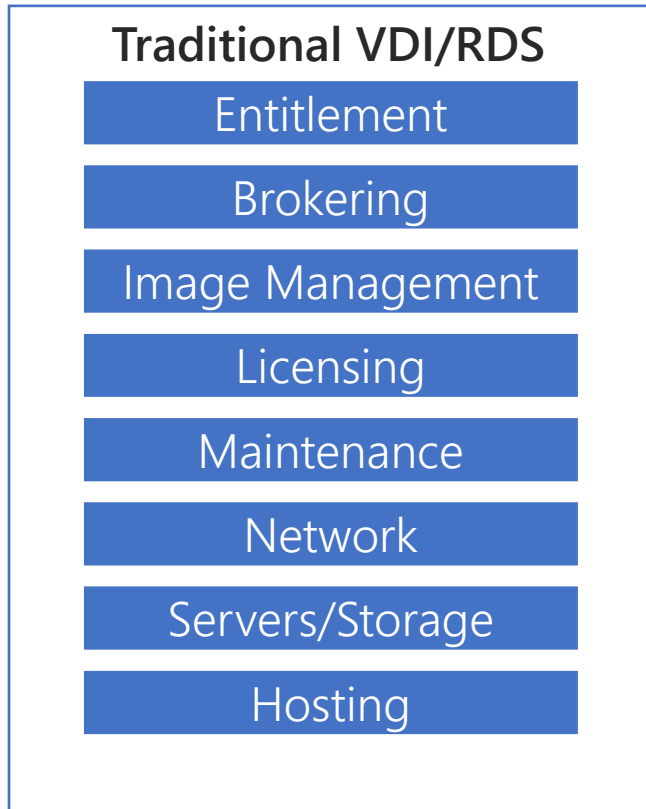 Traditional VDI/RDS
Entitlement
Brokering
Image Management
Licensing
Maintenance
Network
Servers/Storage
Hosting